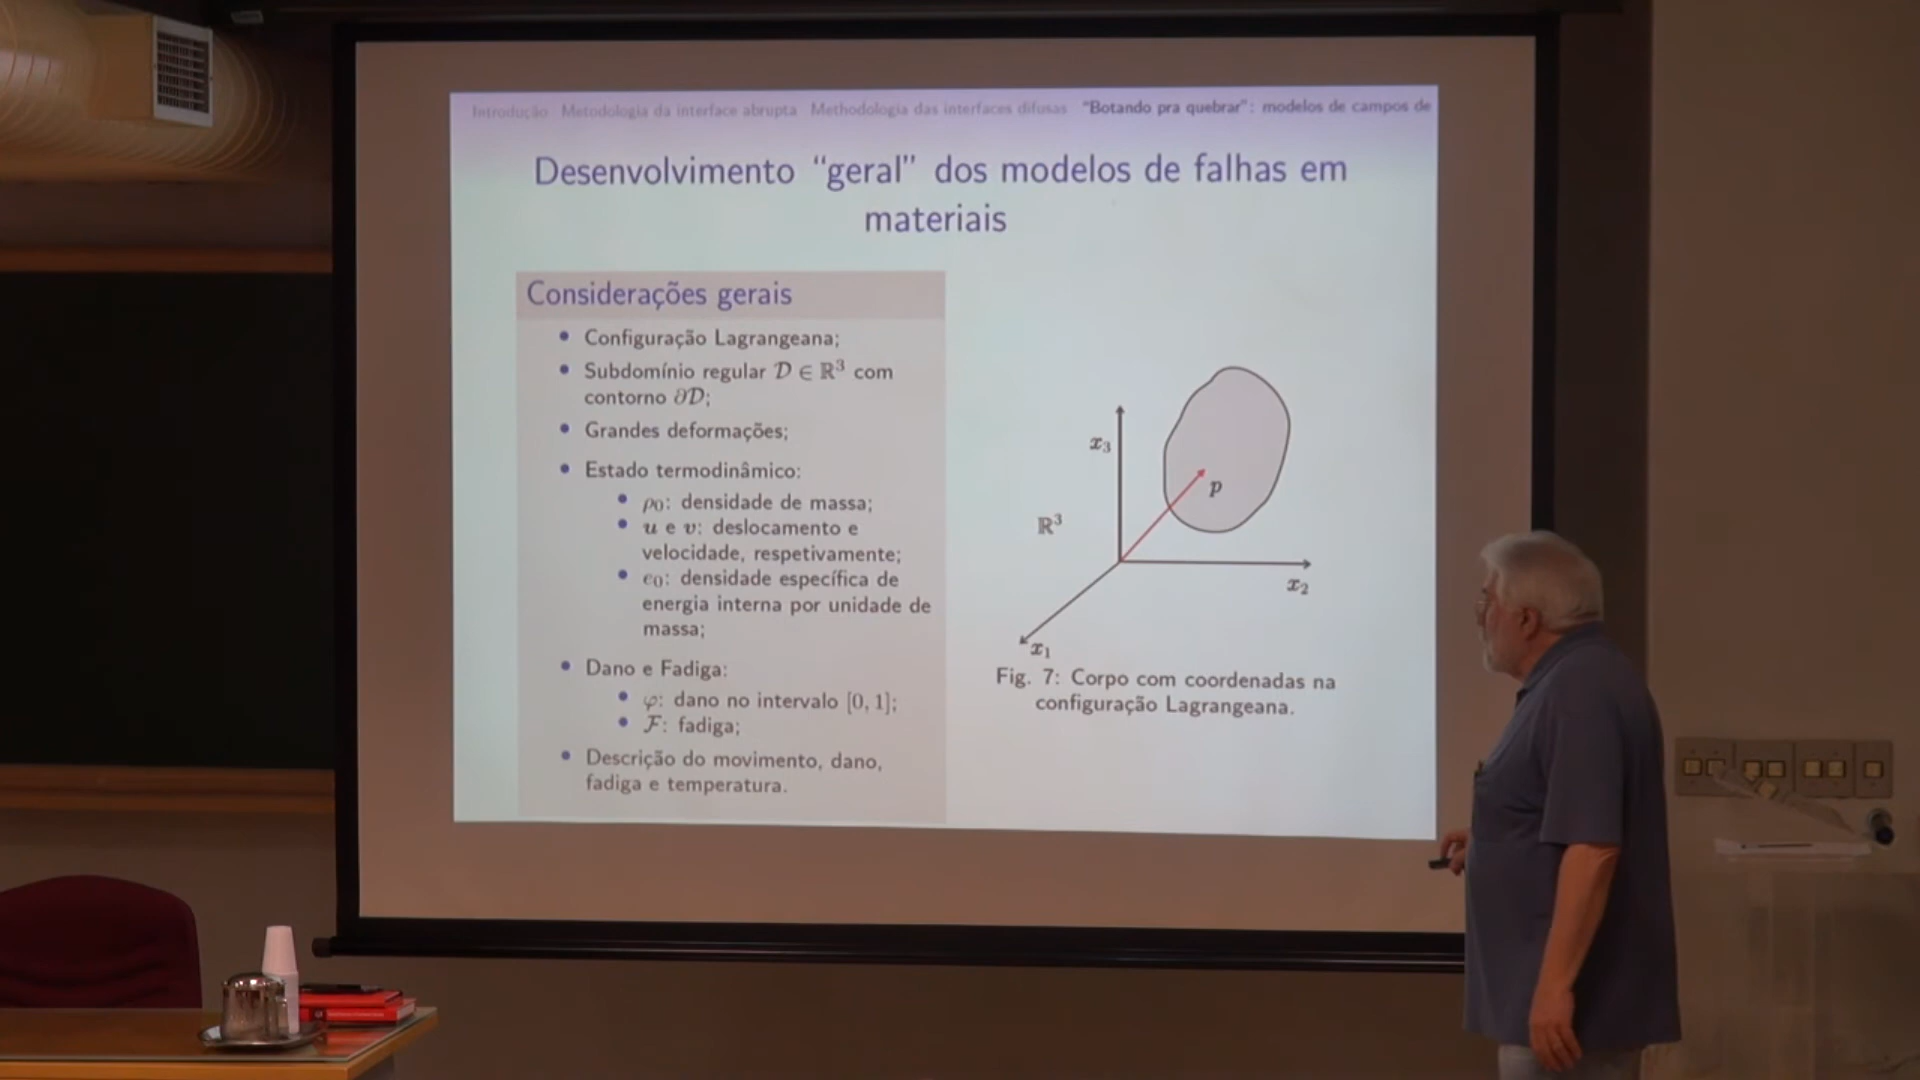 Introdução Metodologia da interface abrupta Methodologia das interfaces difusas "Botando pra quebrar": modelos de campos de
Desenvolvimento “geral” dos modelos de falhas em
materiais
Considerações gerais
• Configuração Lagrangeana;
• Subdomínio regular 𝒟 ∈ ℝ³ com
contorno ∂𝒟;
• Grandes deformações;
• Estado termodinâmico:
• ρ₀: densidade de massa;
• u e v: deslocamento e
velocidade, respetivamente;
• e₀: densidade específica de
energia interna por unidade de
massa;
• Dano e Fadiga:
• φ: dano no intervalo [0, 1];
• ℱ: fadiga;
• Descrição do movimento, dano,
fadiga e temperatura.
x₃
p
ℝ³
x₂
x₁
Fig. 7: Corpo com coordenadas na
configuração Lagrangeana.